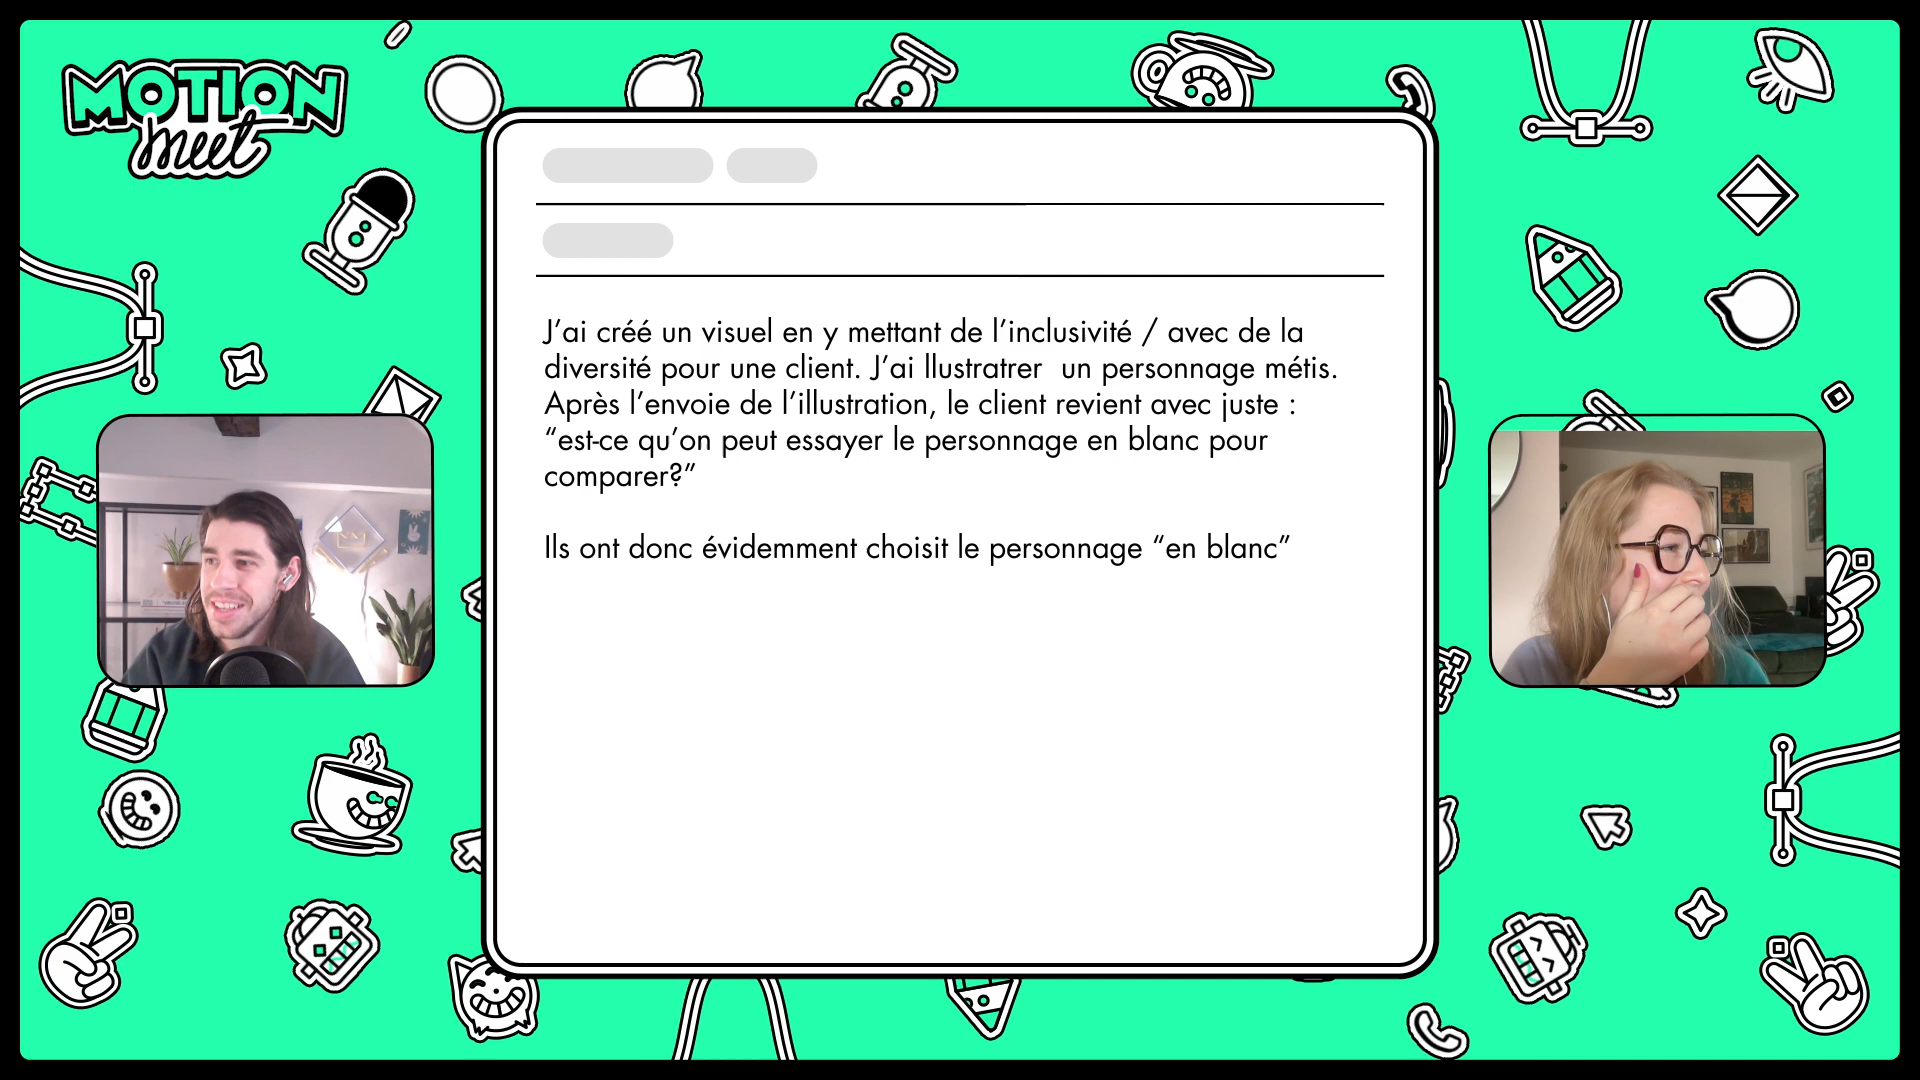 MOTION
meet
J’ai créé un visuel en y mettant de l’inclusivité / avec de la
diversité pour une client. J’ai llustratrer  un personnage métis.
Après l’envoie de l’illustration, le client revient avec juste :
“est-ce qu’on peut essayer le personnage en blanc pour
comparer?”
Ils ont donc évidemment choisit le personnage “en blanc”